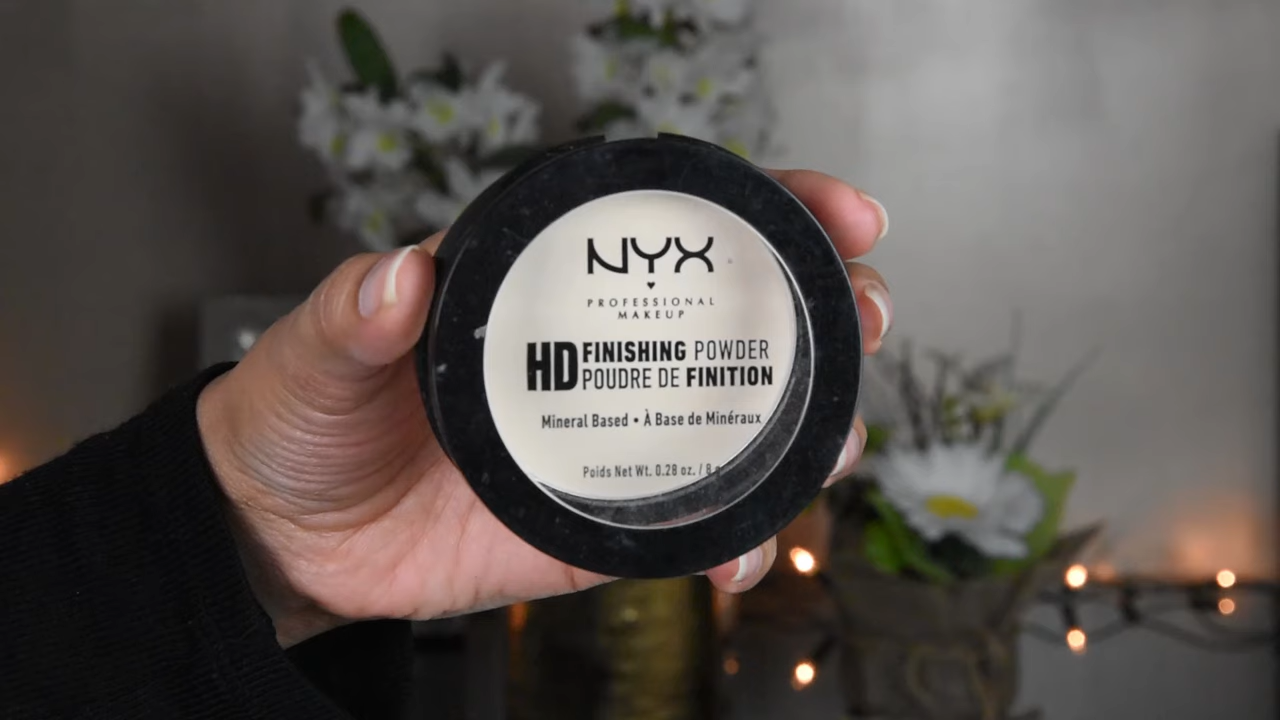 NYX
PROFESSIONAL
MAKEUP
HD FINISHING POWDER
POUDRE DE FINITION
Mineral Based • À Base de Minéraux
Poids Net Wt. 0.28 oz. / 8 g